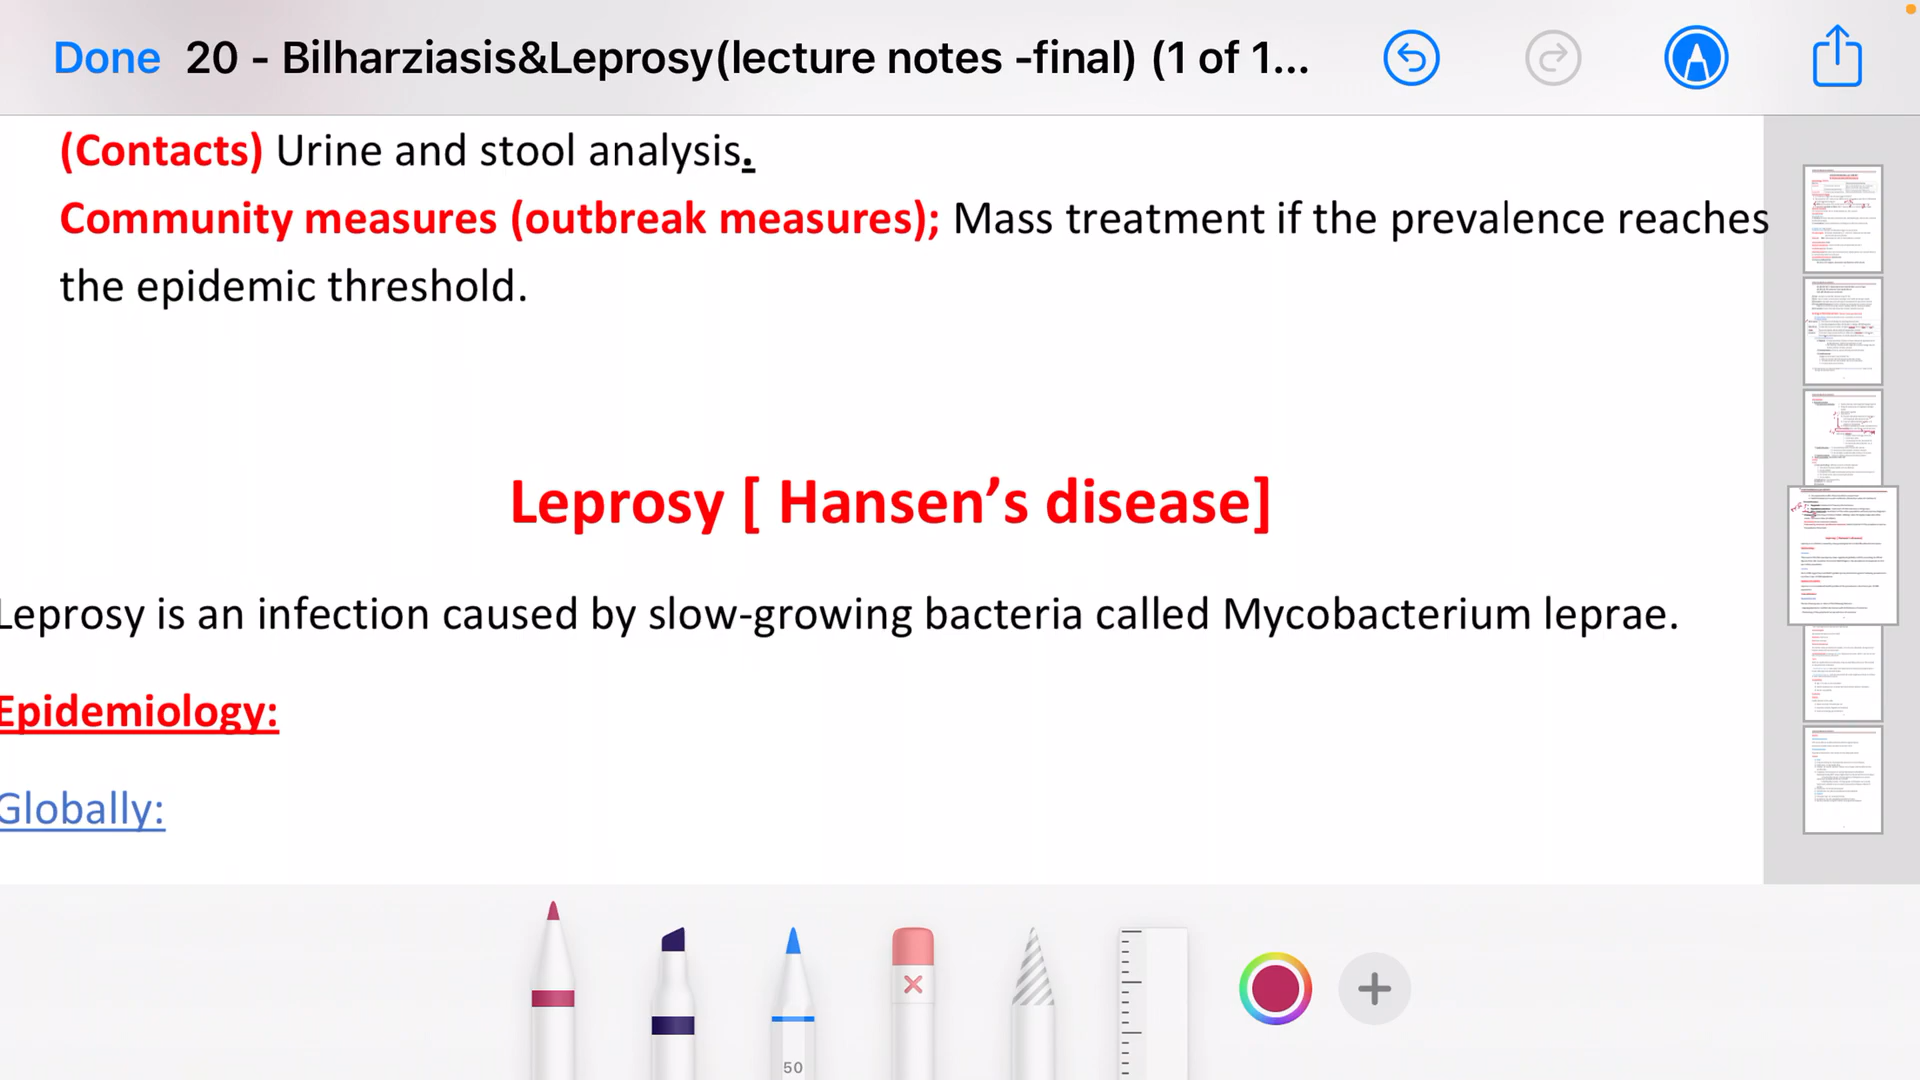 Done 20 - Bilharziasis&Leprosy(lecture notes -final) (1 of 1...
(Contacts) Urine and stool analysis.
Community measures (outbreak measures); Mass treatment if the prevalence reaches
the epidemic threshold.
Leprosy [ Hansen’s disease]
Leprosy is an infection caused by slow-growing bacteria called Mycobacterium leprae.
Epidemiology:
Globally:
50